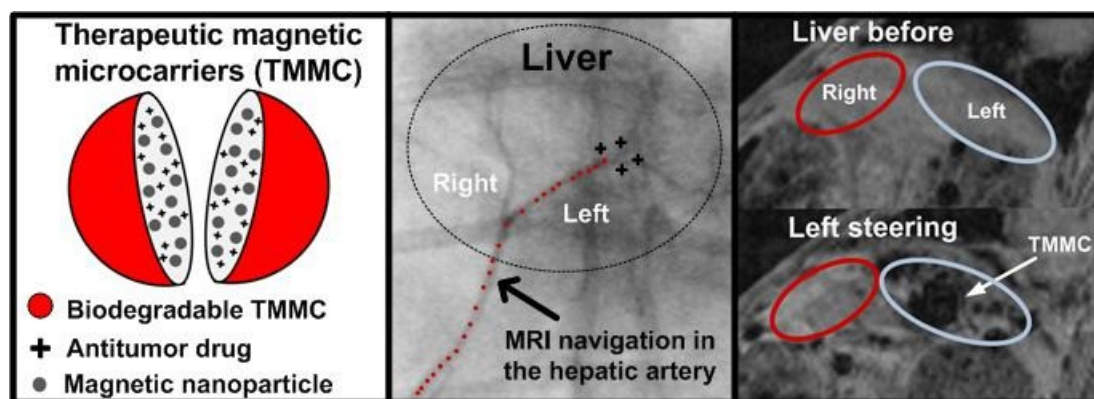 Therapeutic magnetic
microcarriers (TMMC)
Biodegradable TMMC
Antitumor drug
Magnetic nanoparticle
Liver
Right
Left
MRI navigation in
the hepatic artery
Liver before
Right
Left
Left steering
TMMC